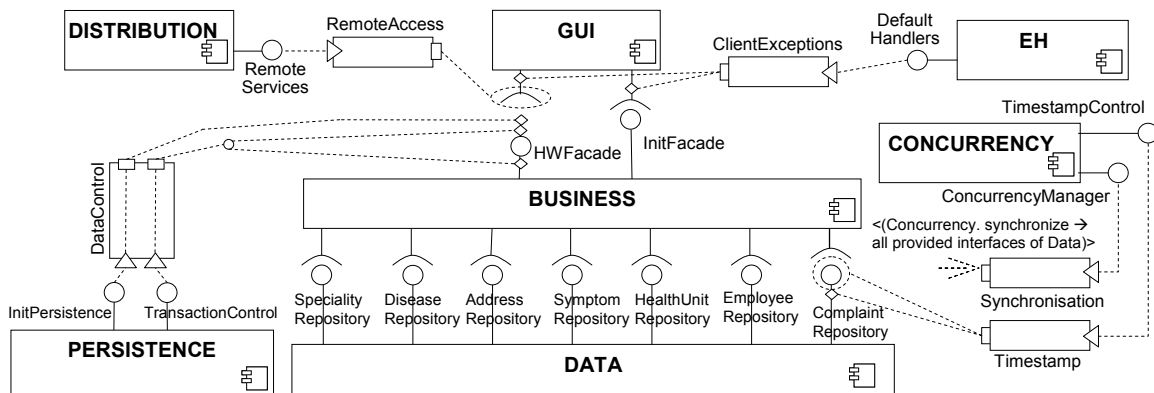 DISTRIBUTION
RemoteAccess
GUI
ClientExceptions
Default
Handlers
EH
Remote
Services
TimestampControl
HWFacade
InitFacade
CONCURRENCY
DataControl
BUSINESS
ConcurrencyManager
<(Concurrency. synchronize →
all provided interfaces of Data)>
Speciality
Repository
Disease
Repository
Address
Repository
Symptom
Repository
HealthUnit
Repository
Employee
Repository
Complaint
Repository
Synchronisation
InitPersistence
TransactionControl
PERSISTENCE
DATA
Timestamp